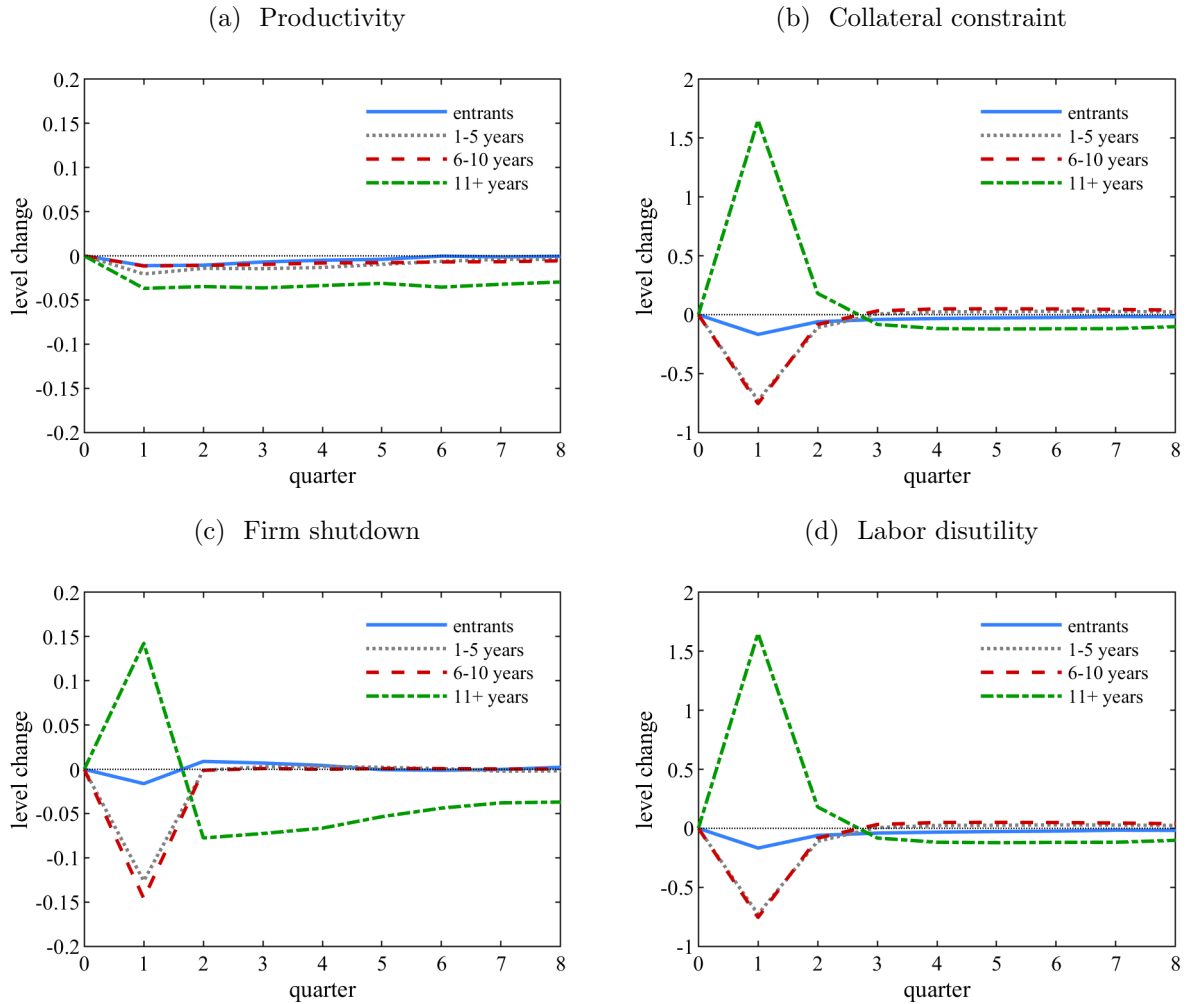 (a) Productivity
0.2
0.15
0.1
0.05
0
-0.05
-0.1
-0.15
-0.2
level change
entrants
1-5 years
6-10 years
11+ years
0 1 2 3 4 5 6 7 8
quarter
(b) Collateral constraint
2
1.5
1
0.5
0
-0.5
-1
level change
entrants
1-5 years
6-10 years
11+ years
0 1 2 3 4 5 6 7 8
quarter
(c) Firm shutdown
0.2
0.15
0.1
0.05
0
-0.05
-0.1
-0.15
-0.2
level change
entrants
1-5 years
6-10 years
11+ years
0 1 2 3 4 5 6 7 8
quarter
(d) Labor disutility
2
1.5
1
0.5
0
-0.5
-1
level change
entrants
1-5 years
6-10 years
11+ years
0 1 2 3 4 5 6 7 8
quarter